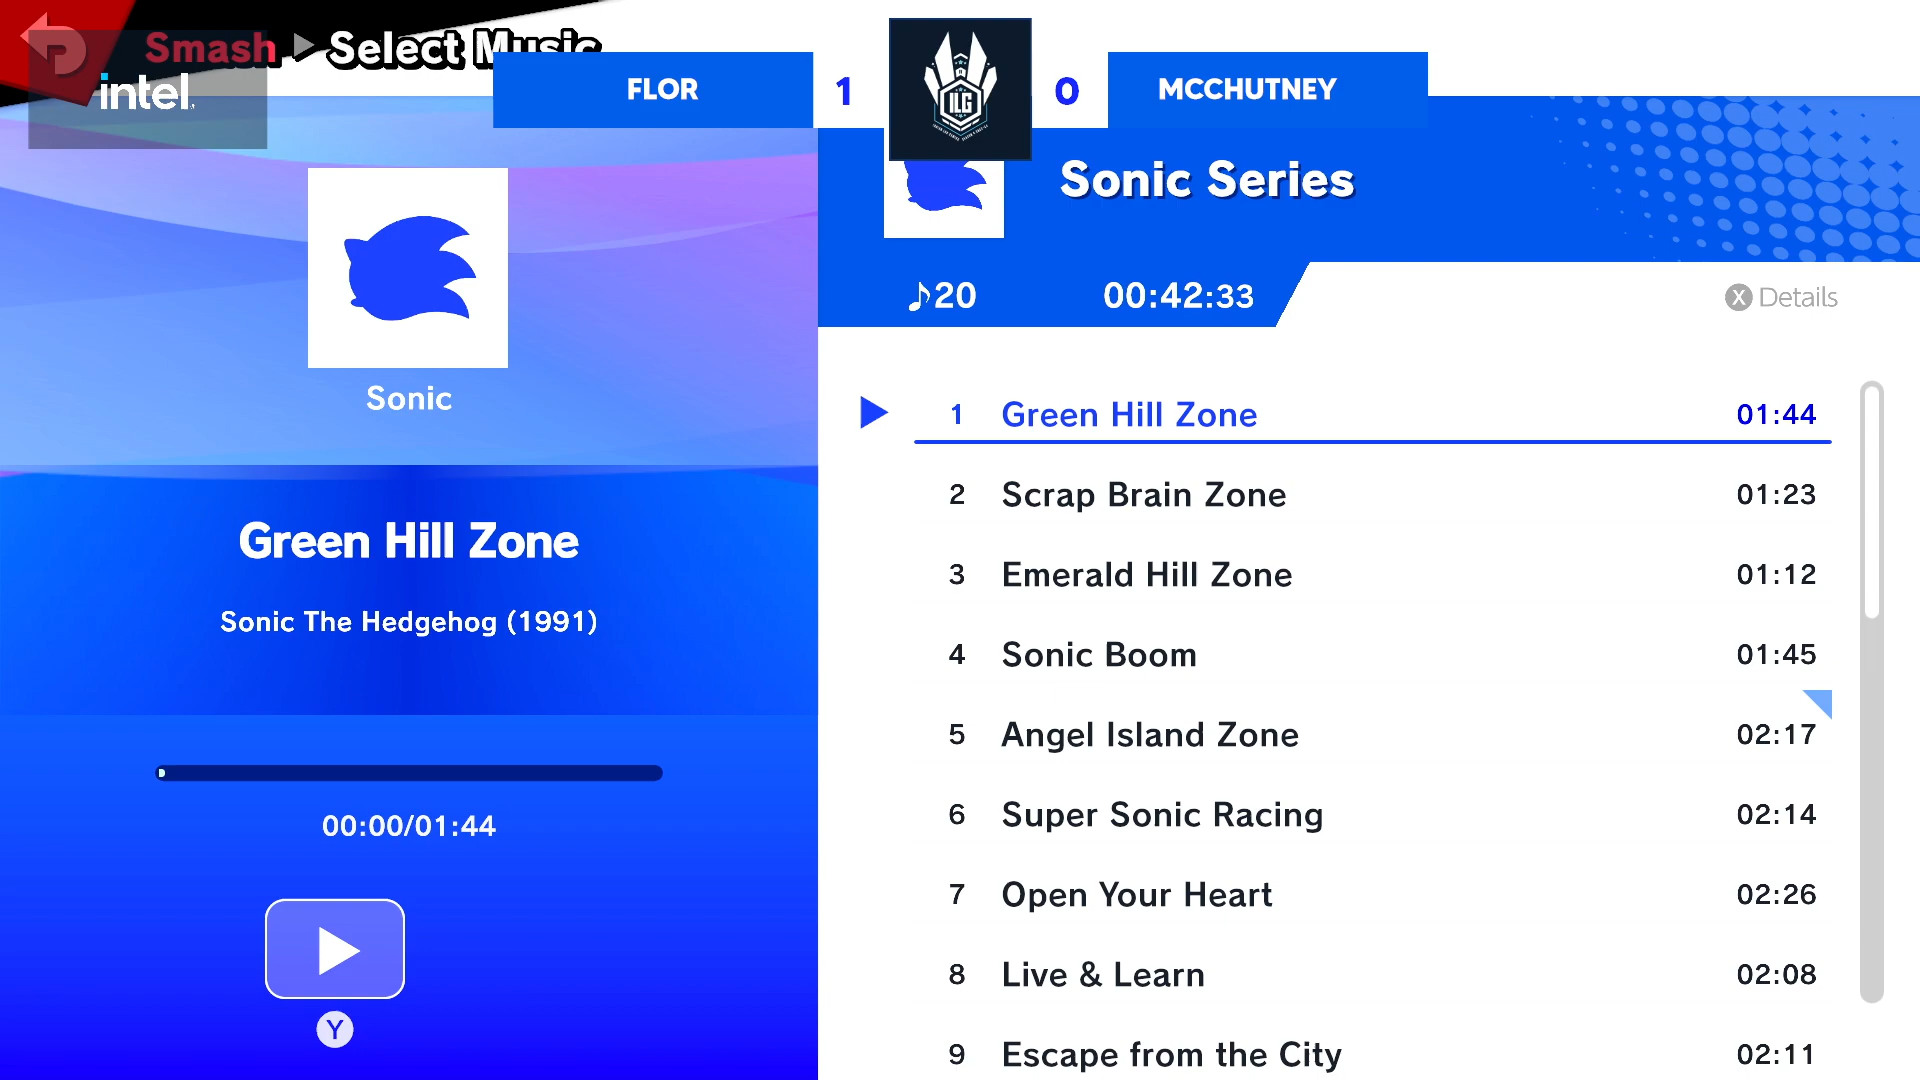 Smash Select Music
intel.
FLOR 1 0 MCCHUTNEY
ILG
Sonic Series
20 00:42:33
X Details
Sonic
Green Hill Zone
Sonic The Hedgehog (1991)
00:00/01:44
Y
1 Green Hill Zone 01:44
2 Scrap Brain Zone 01:23
3 Emerald Hill Zone 01:12
4 Sonic Boom 01:45
5 Angel Island Zone 02:17
6 Super Sonic Racing 02:14
7 Open Your Heart 02:26
8 Live & Learn 02:08
9 Escape from the City 02:11